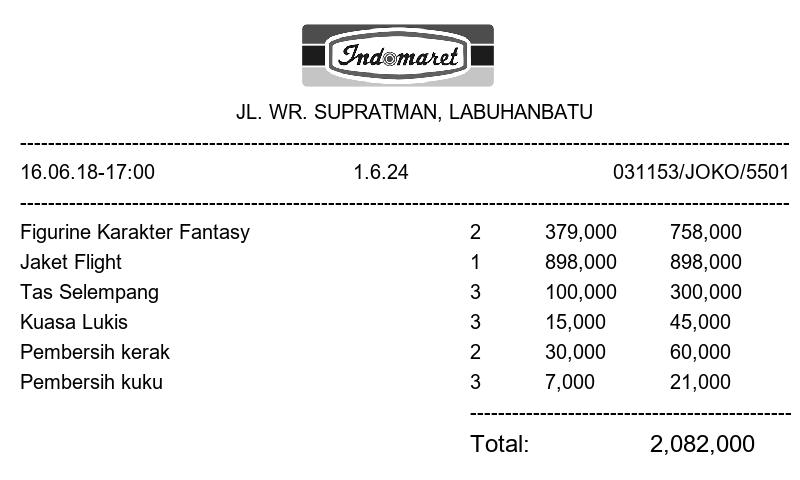 Indomaret
JL. WR. SUPRATMAN, LABUHANBATU
16.06.18-17:00 1.6.24 031153/JOKO/5501
Figurine Karakter Fantasy 2 379,000 758,000
Jaket Flight 1 898,000 898,000
Tas Selempang 3 100,000 300,000
Kuasa Lukis 3 15,000 45,000
Pembersih kerak 2 30,000 60,000
Pembersih kuku 3 7,000 21,000
Total: 2,082,000